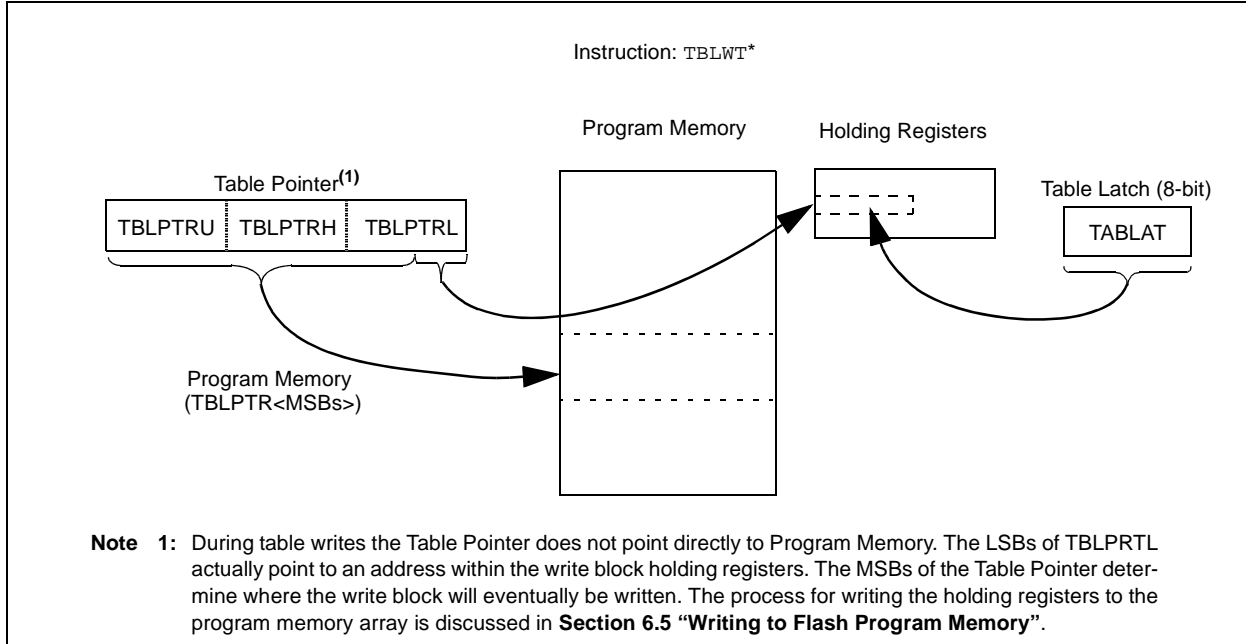 Instruction: TBLWT*
Program Memory
Holding Registers
Table Pointer(1)
Table Latch (8-bit)
TBLPTRU TBLPTRH TBLPTRL
TABLAT
Program Memory
(TBLPTR<MSBs>)
Note 1: During table writes the Table Pointer does not point directly to Program Memory. The LSBs of TBLPRTL
actually point to an address within the write block holding registers. The MSBs of the Table Pointer deter-
mine where the write block will eventually be written. The process for writing the holding registers to the
program memory array is discussed in Section 6.5 “Writing to Flash Program Memory”.